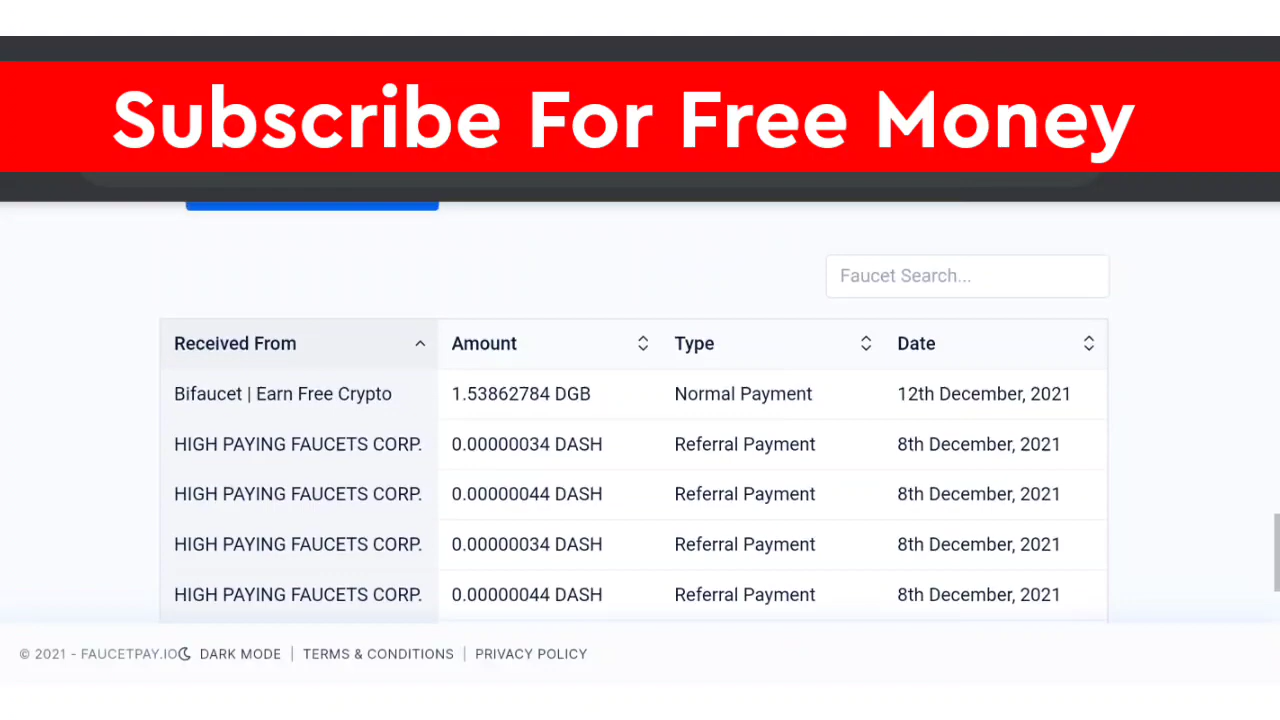 Subscribe For Free Money
Faucet Search...
Received From Amount Type Date
Bifaucet | Earn Free Crypto 1.53862784 DGB Normal Payment 12th December, 2021
HIGH PAYING FAUCETS CORP. 0.00000034 DASH Referral Payment 8th December, 2021
HIGH PAYING FAUCETS CORP. 0.00000044 DASH Referral Payment 8th December, 2021
HIGH PAYING FAUCETS CORP. 0.00000034 DASH Referral Payment 8th December, 2021
HIGH PAYING FAUCETS CORP. 0.00000044 DASH Referral Payment 8th December, 2021
© 2021 - FAUCETPAY.IO DARK MODE | TERMS & CONDITIONS | PRIVACY POLICY